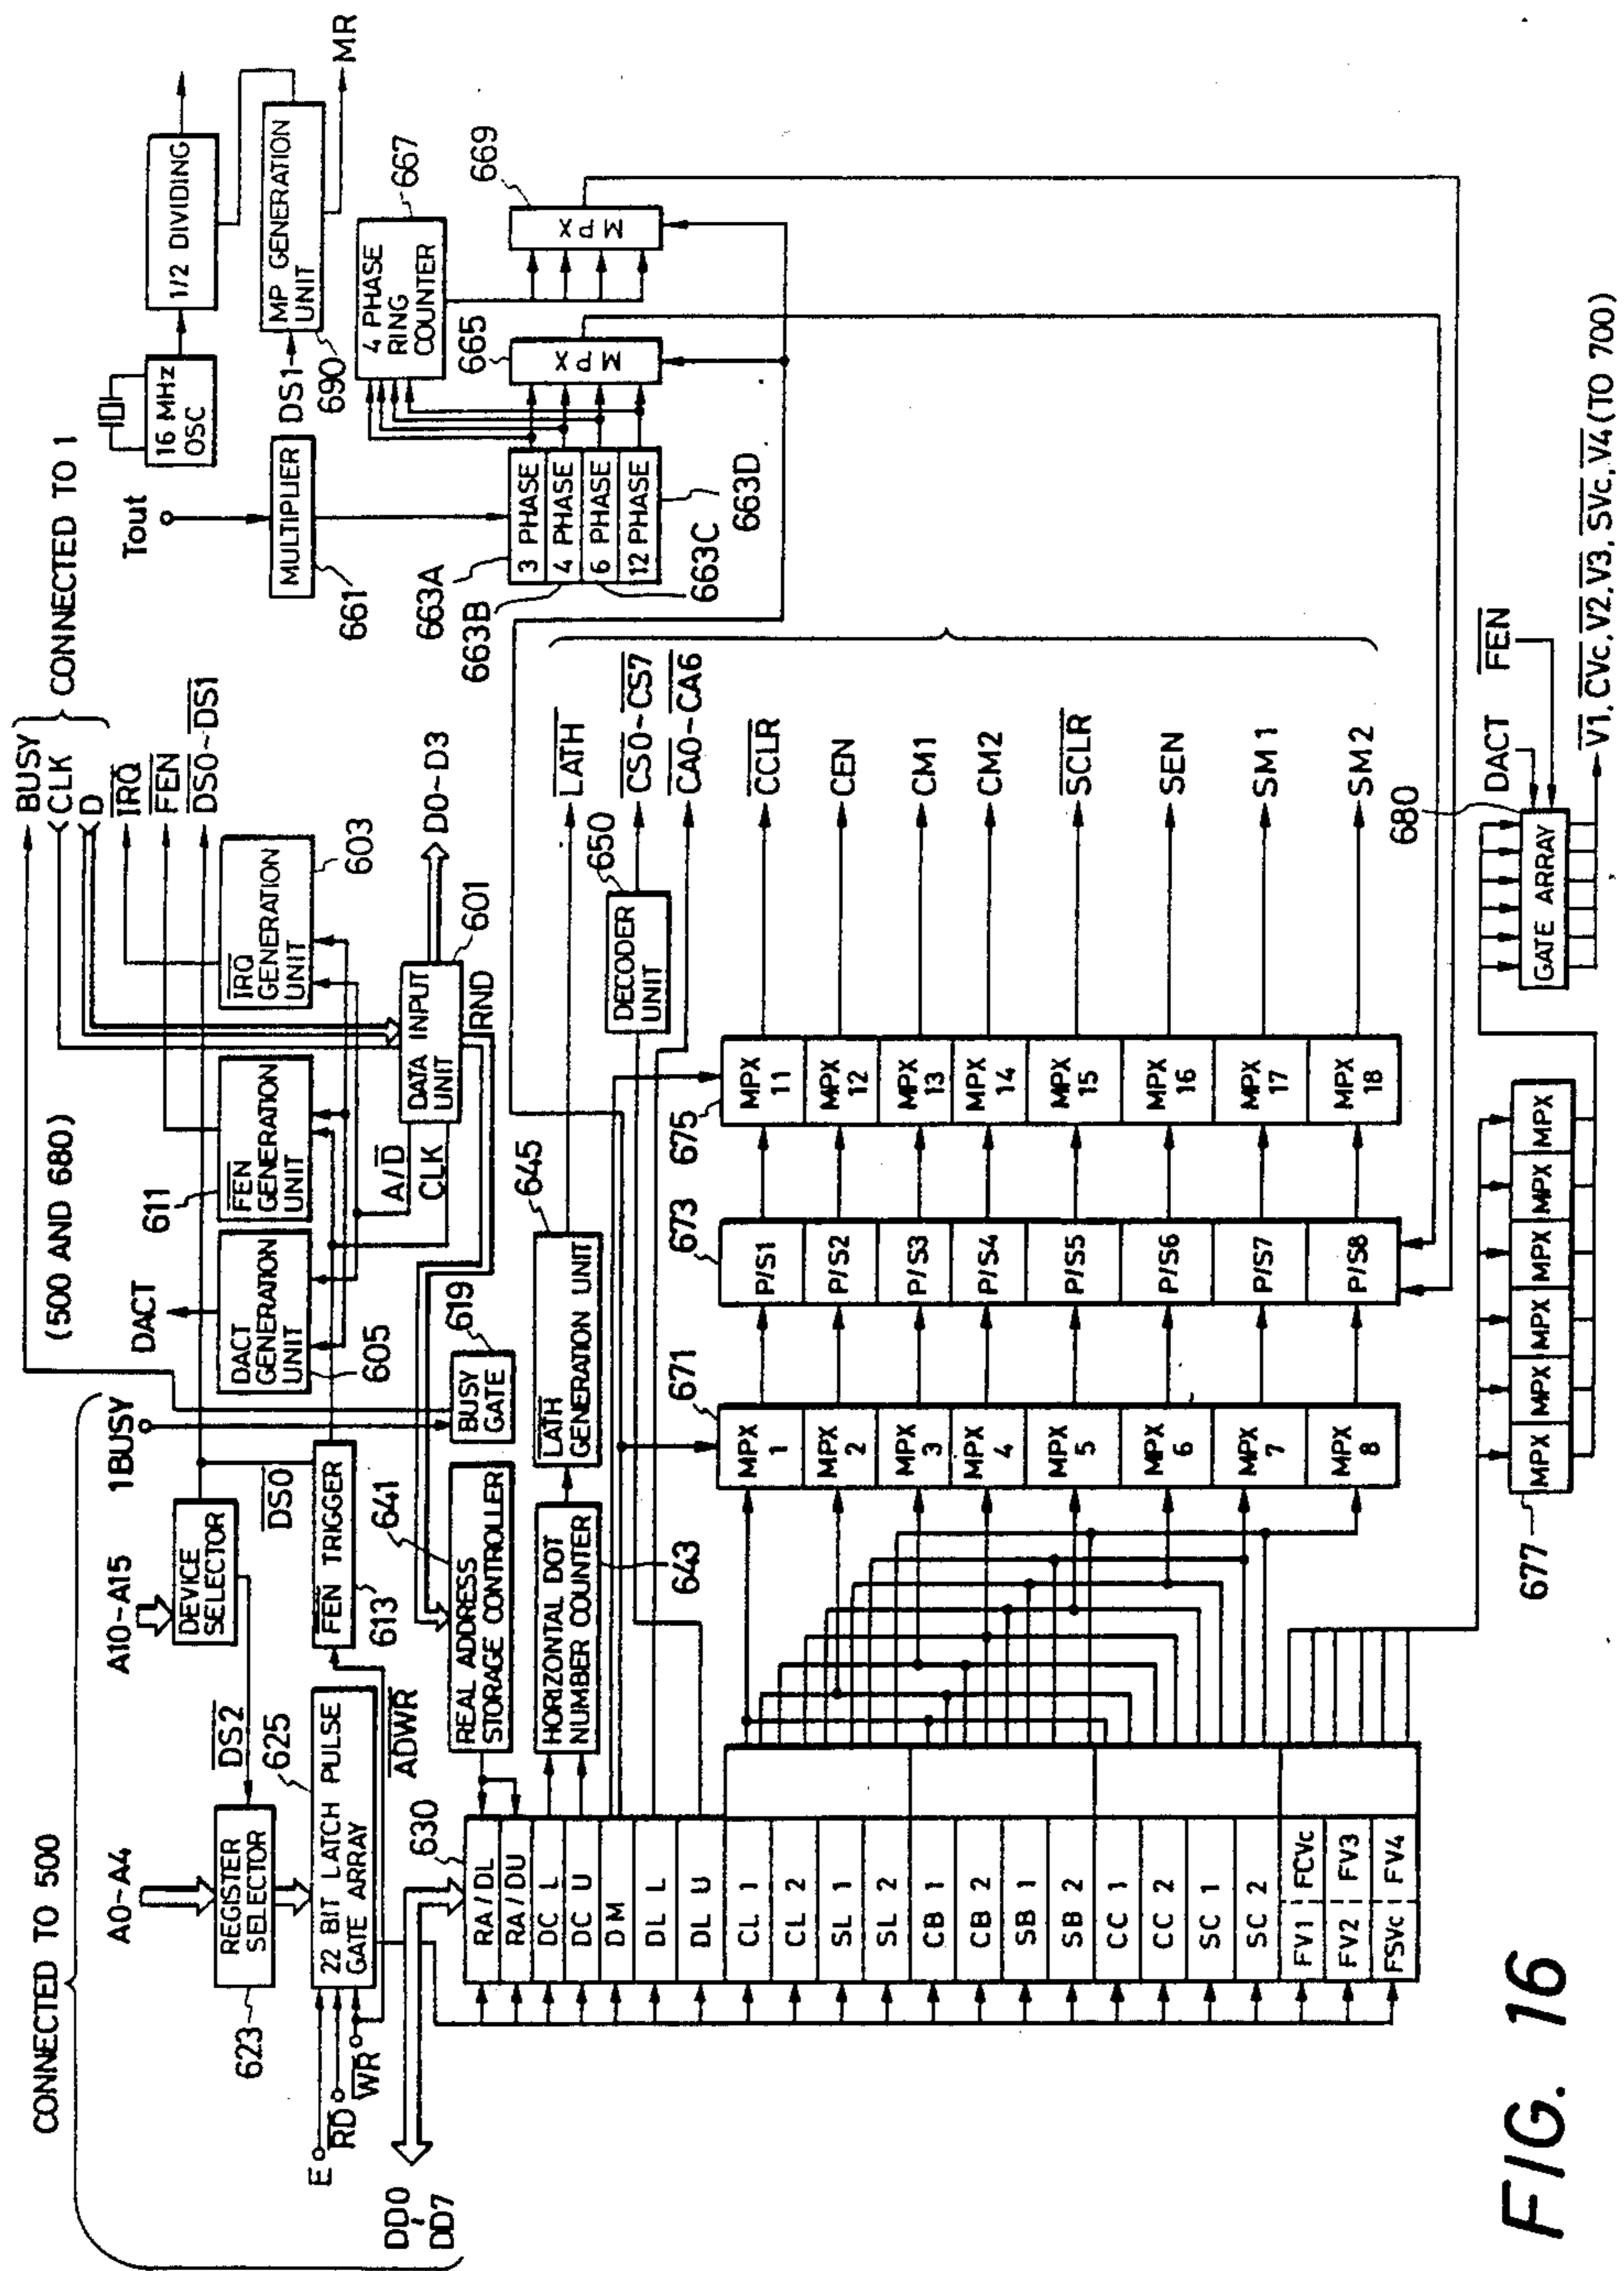 CONNECTED TO 500
A0-A4
A10-A15
1BUSY
DACT
(500 AND 680)
BUSY
CLK
D
CONNECTED TO 1
IRQ
FEN
DS0~DS1
REGISTER
SELECTOR
623
DS2
DEVICE
SELECTOR
DS0
22 BIT LATCH PULSE
GATE ARRAY
625
E
RD
WR
ADWR
FEN TRIGGER
613
DACT
GENERATION
UNIT
605
FEN
GENERATION
UNIT
611
IRQ
GENERATION
UNIT
603
A/D
CLK
DATA INPUT
UNIT
601
RND
D0~D3
BUSY
GATE
619
DD0
~
DD7
630
REAL ADDRESS
STORAGE CONTROLLER
641
HORIZONTAL DOT
NUMBER COUNTER
643
LATH
GENERATION UNIT
645
LATH
DECODER
UNIT
650
CS0~CS7
CA0~CA6
Tout
MULTIPLIER
661
16 MHz
OSC
1/2 DIVIDING
DS1
MP GENERATION
UNIT
690
MR
663A
663B
663C
663D
3 PHASE
4 PHASE
6 PHASE
12 PHASE
4 PHASE
RING
COUNTER
667
665
MPX
669
MPX
RA/DL
RA/DU
DC L
DC U
DM
DL L
DL U
CL 1
CL 2
SL 1
SL 2
CB 1
CB 2
SB 1
SB 2
CC 1
CC 2
SC 1
SC 2
FV1 FCVc
FV2 FV3
FSVc FV4
671
MPX 1
MPX 2
MPX 3
MPX 4
MPX 5
MPX 6
MPX 7
MPX 8
673
P/S1
P/S2
P/S3
P/S4
P/S5
P/S6
P/S7
P/S8
675
MPX 11
MPX 12
MPX 13
MPX 14
MPX 15
MPX 16
MPX 17
MPX 18
CCLR
CEN
CM1
CM2
SCLR
SEN
SM1
SM2
677
MPX MPX MPX MPX MPX MPX
680
GATE ARRAY
DACT
FEN
V1, CVc, V2, V3, SVc, V4 (TO 700)
FIG. 16